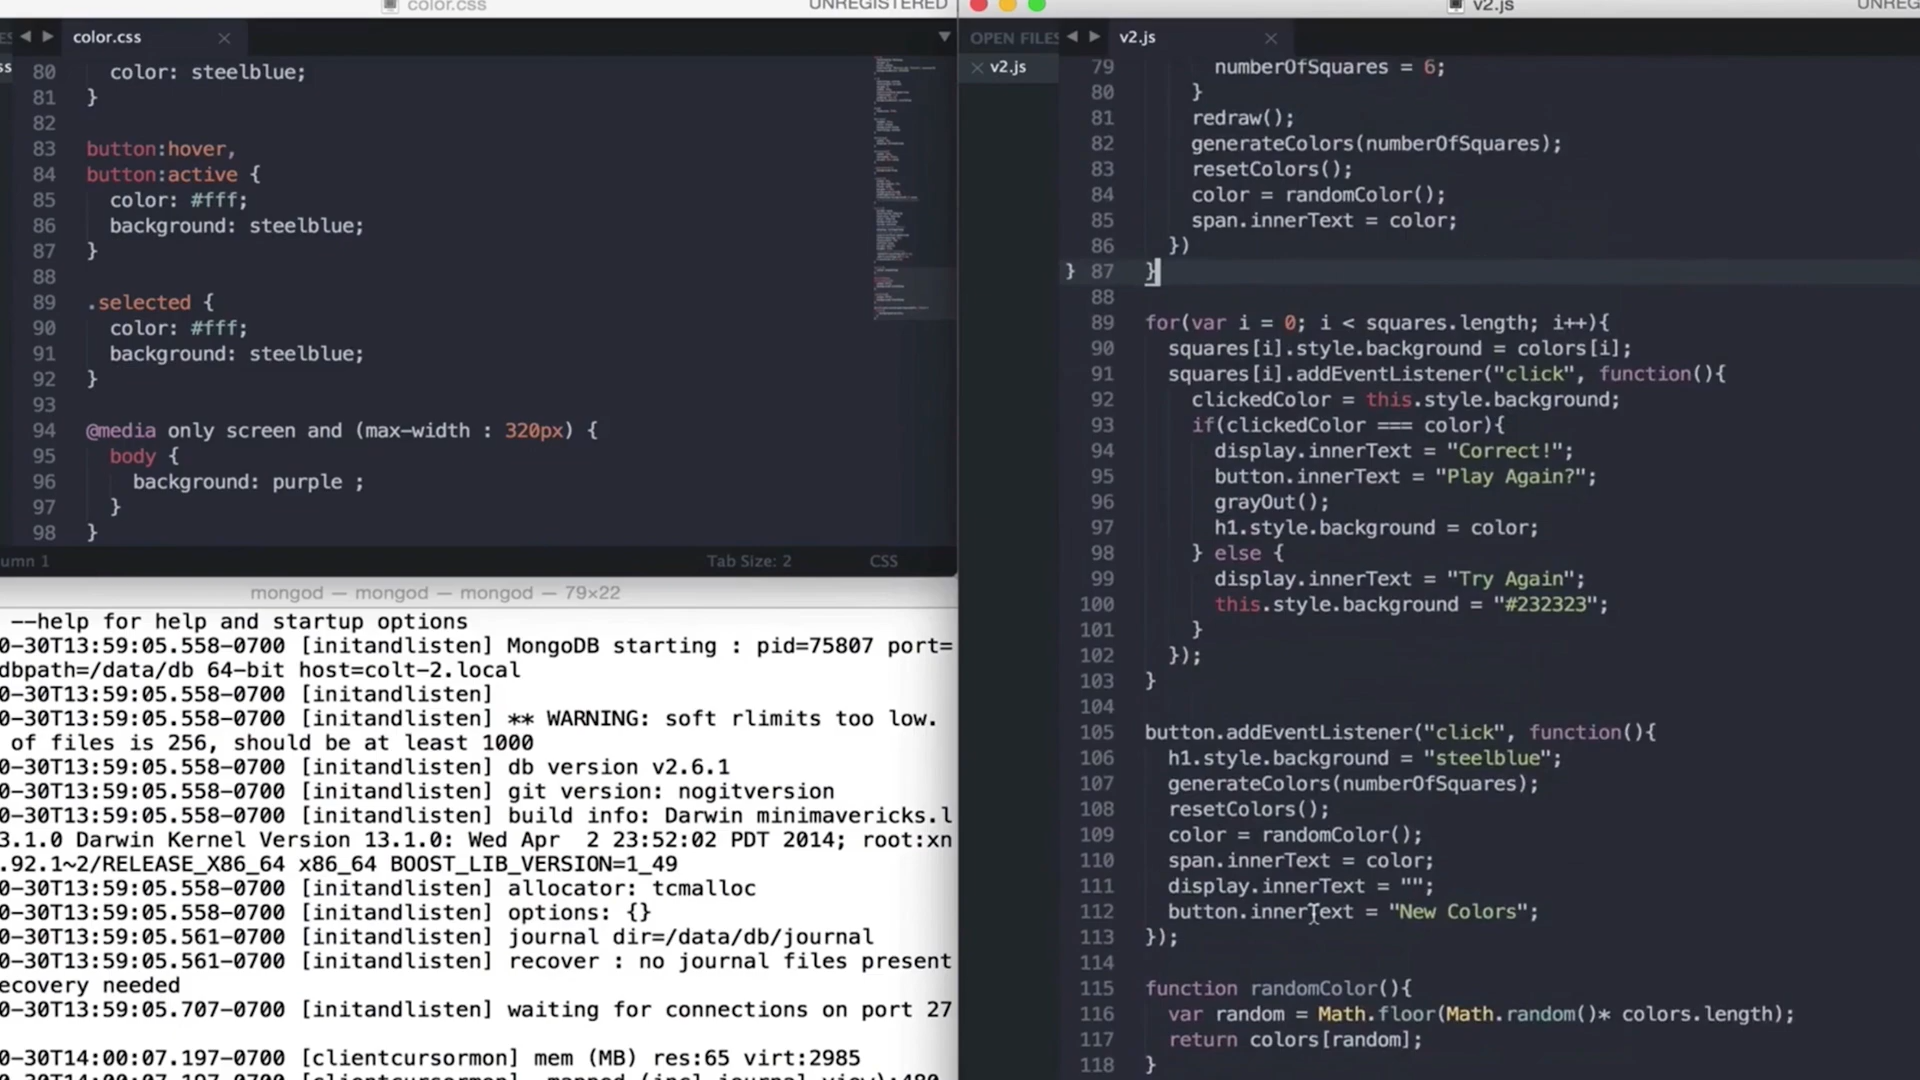 color.css
UNREGISTERED
color.css
80 color: steelblue;
81 }
82
83 button:hover,
84 button:active {
85 color: #fff;
86 background: steelblue;
87 }
88
89 .selected {
90 color: #fff;
91 background: steelblue;
92 }
93
94 @media only screen and (max-width : 320px) {
95 body {
96 background: purple ;
97 }
98 }
umn 1
Tab Size: 2
CSS
mongod — mongod — mongod — 79×22
--help for help and startup options
0-30T13:59:05.558-0700 [initandlisten] MongoDB starting : pid=75807 port=
dbpath=/data/db 64-bit host=colt-2.local
0-30T13:59:05.558-0700 [initandlisten]
0-30T13:59:05.558-0700 [initandlisten] ** WARNING: soft rlimits too low.
of files is 256, should be at least 1000
0-30T13:59:05.558-0700 [initandlisten] db version v2.6.1
0-30T13:59:05.558-0700 [initandlisten] git version: nogitversion
0-30T13:59:05.558-0700 [initandlisten] build info: Darwin minimavericks.l
3.1.0 Darwin Kernel Version 13.1.0: Wed Apr  2 23:52:02 PDT 2014; root:xn
.92.1~2/RELEASE_X86_64 x86_64 BOOST_LIB_VERSION=1_49
0-30T13:59:05.558-0700 [initandlisten] allocator: tcmalloc
0-30T13:59:05.558-0700 [initandlisten] options: {}
0-30T13:59:05.561-0700 [initandlisten] journal dir=/data/db/journal
0-30T13:59:05.561-0700 [initandlisten] recover : no journal files present
ecovery needed
0-30T13:59:05.707-0700 [initandlisten] waiting for connections on port 27
0-30T14:00:07.197-0700 [clientcursormon] mem (MB) res:65 virt:2985
v2.js
UNREG
OPEN FILES
v2.js
v2.js
79 numberOfSquares = 6;
80 }
81 redraw();
82 generateColors(numberOfSquares);
83 resetColors();
84 color = randomColor();
85 span.innerText = color;
86 })
} 87 }
88
89 for(var i = 0; i < squares.length; i++){
90 squares[i].style.background = colors[i];
91 squares[i].addEventListener("click", function(){
92 clickedColor = this.style.background;
93 if(clickedColor === color){
94 display.innerText = "Correct!";
95 button.innerText = "Play Again?";
96 grayOut();
97 h1.style.background = color;
98 } else {
99 display.innerText = "Try Again";
100 this.style.background = "#232323";
101 }
102 });
103 }
104
105 button.addEventListener("click", function(){
106 h1.style.background = "steelblue";
107 generateColors(numberOfSquares);
108 resetColors();
109 color = randomColor();
110 span.innerText = color;
111 display.innerText = "";
112 button.innerText = "New Colors";
113 });
114
115 function randomColor(){
116 var random = Math.floor(Math.random()* colors.length);
117 return colors[random];
118 }